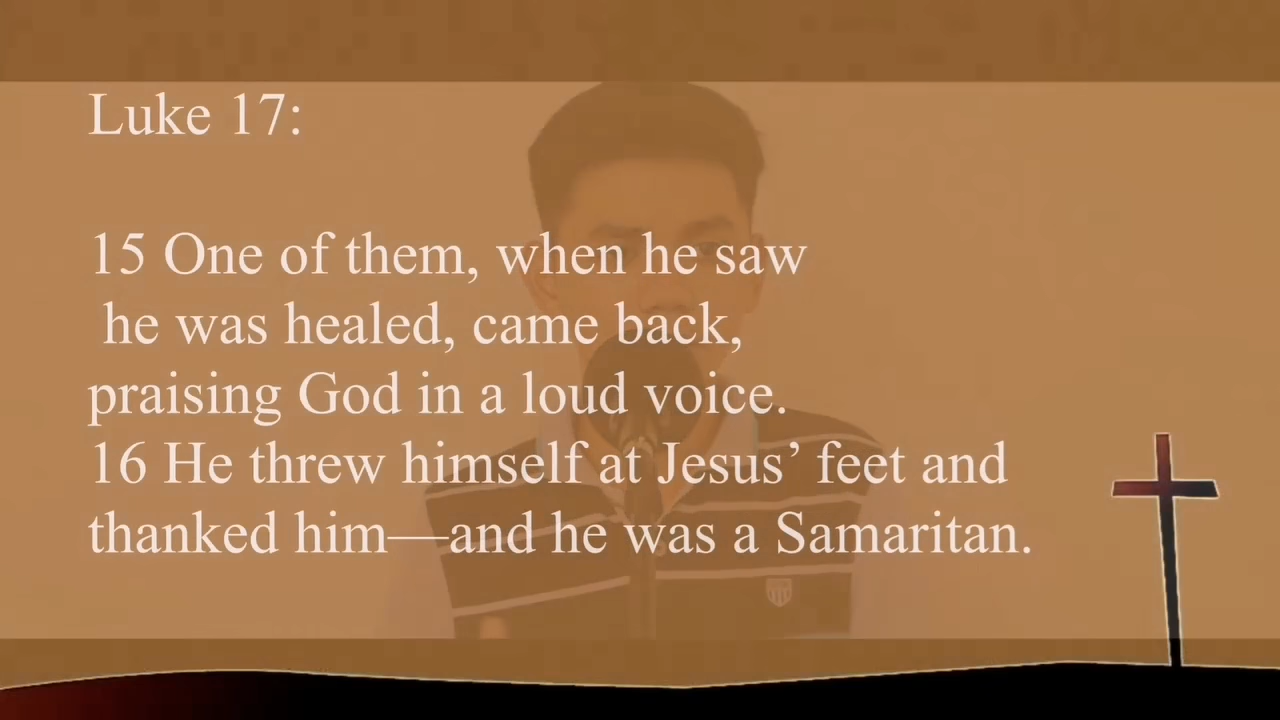 Luke 17:
15 One of them, when he saw
he was healed, came back,
praising God in a loud voice.
16 He threw himself at Jesus’ feet and
thanked him—and he was a Samaritan.